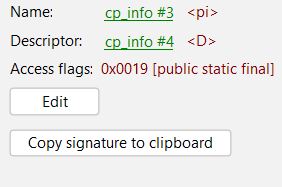 Name: cp_info #3 <pi>
Descriptor: cp_info #4 <D>
Access flags: 0x0019 [public static final]
Edit
Copy signature to clipboard